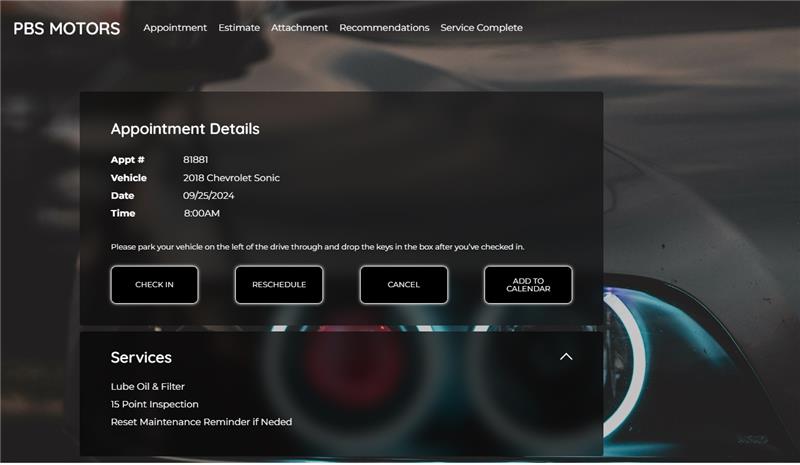 PBS MOTORS
Appointment Estimate Attachment Recommendations Service Complete
Appointment Details
Appt # 81881
Vehicle 2018 Chevrolet Sonic
Date 09/25/2024
Time 8:00AM
Please park your vehicle on the left of the drive through and drop the keys in the box after you've checked in.
CHECK IN
RESCHEDULE
CANCEL
ADD TO
CALENDAR
Services
Lube Oil & Filter
15 Point Inspection
Reset Maintenance Reminder if Neded